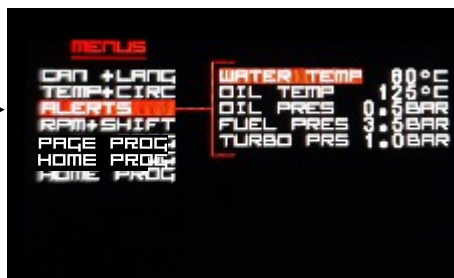 MENUS
CAN +LANG
TEMP+CIRC
ALERTS
RPM+SHIFT
PAGE PROG
HOME PROG
HOME PROG
WATER TEMP 80°C
OIL TEMP 125°C
OIL PRES 0.5BAR
FUEL PRES 3.5BAR
TURBO PRS 1.0BAR